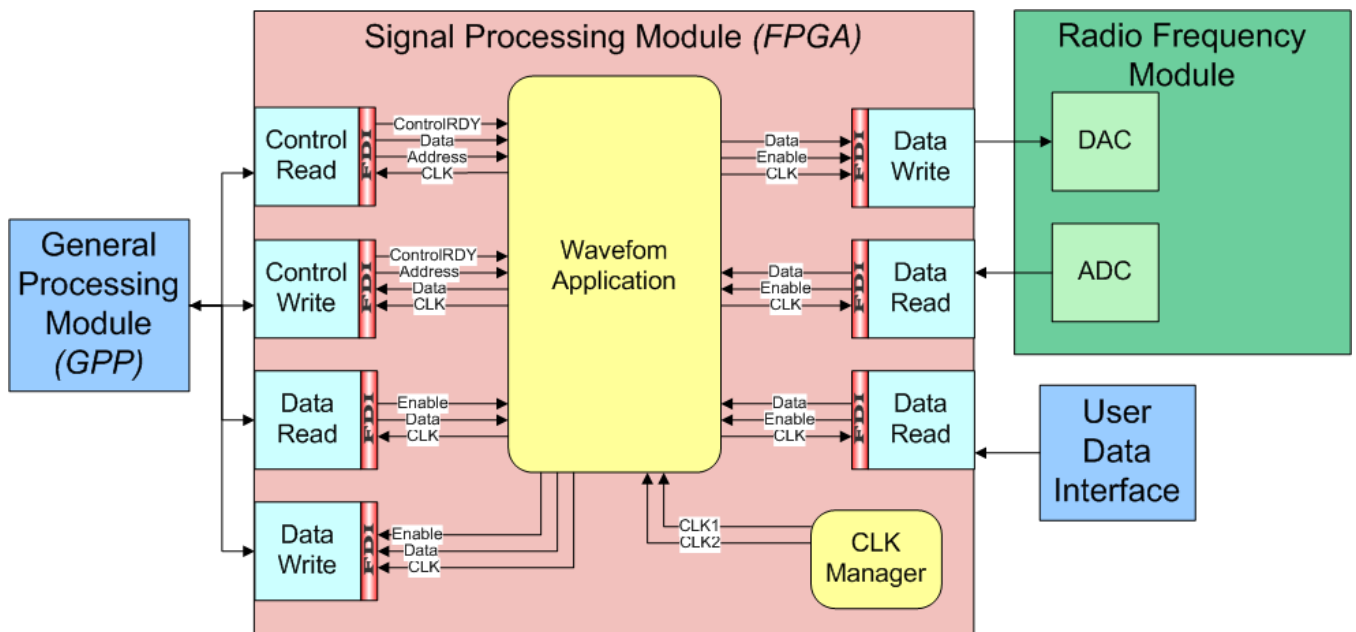 Signal Processing Module (FPGA)
Radio Frequency
Module
General
Processing
Module
(GPP)
Control
Read
FDI
ControlRDY
Data
Address
CLK
Control
Write
FDI
ControlRDY
Address
Data
CLK
Data
Read
FDI
Enable
Data
CLK
Data
Write
FDI
Enable
Data
CLK
Wavefom
Application
Data
Enable
CLK
FDI
Data
Write
Data
Enable
CLK
FDI
Data
Read
Data
Enable
CLK
FDI
Data
Read
CLK1
CLK2
CLK
Manager
DAC
ADC
User
Data
Interface